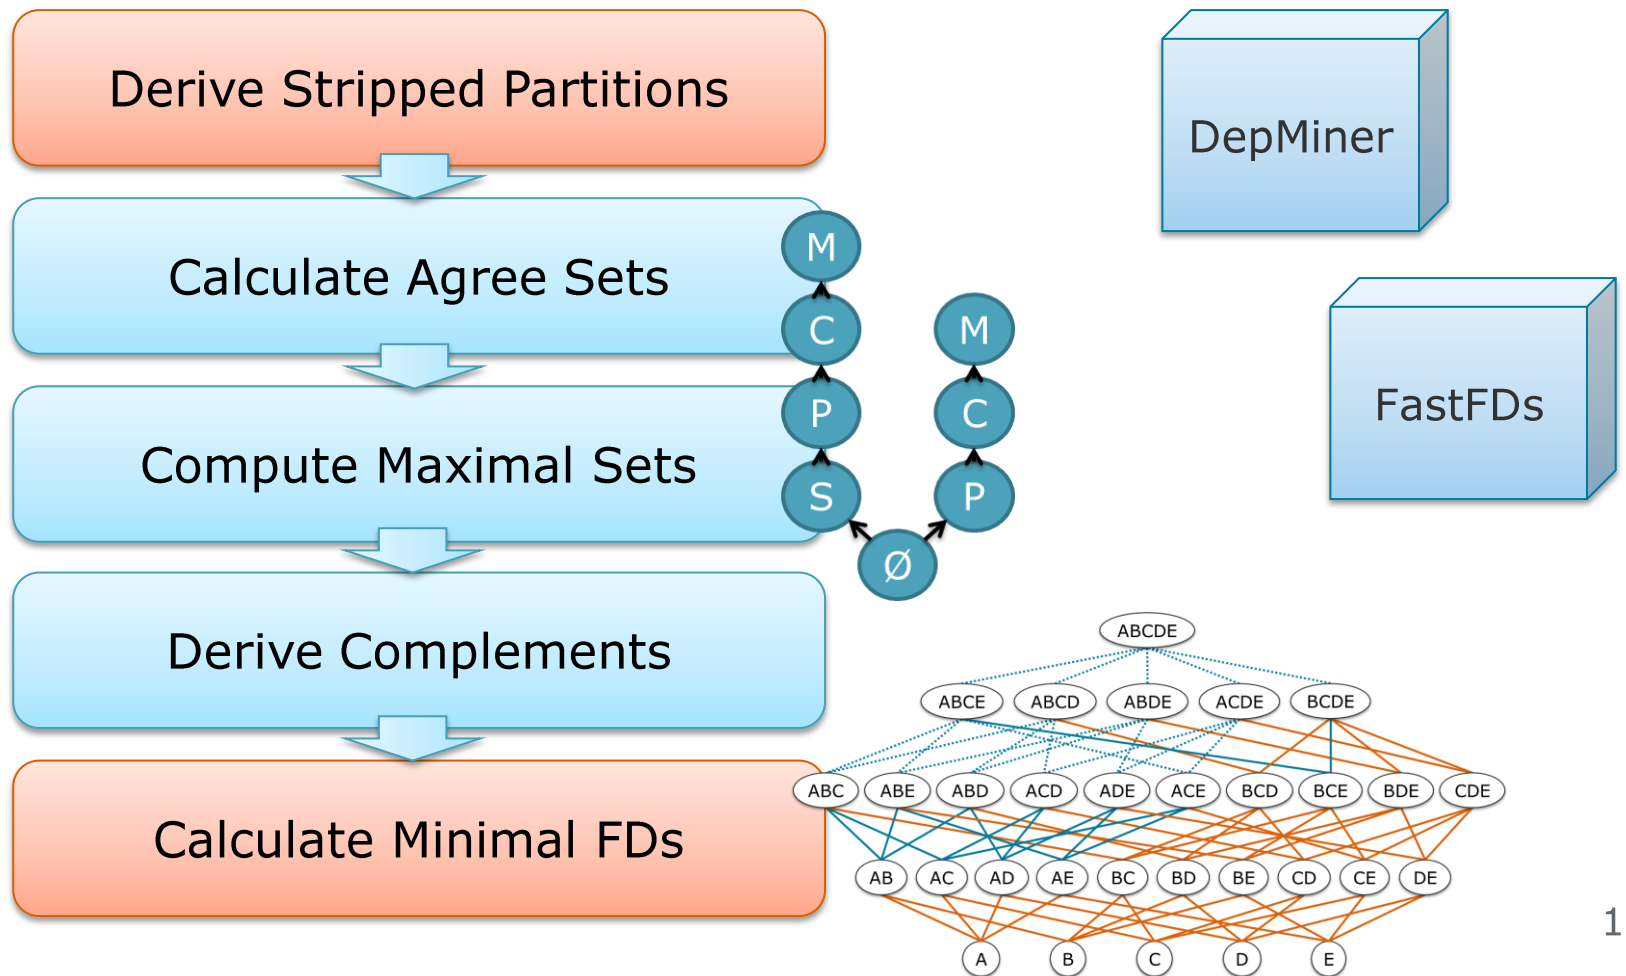 Derive Stripped Partitions
Calculate Agree Sets
Compute Maximal Sets
Derive Complements
Calculate Minimal FDs
DepMiner
FastFDs
M
C M
P C
S P
Ø
ABCDE
ABCE ABCD ABDE ACDE BCDE
ABC ABE ABD ACD ADE ACE BCD BCE BDE CDE
AB AC AD AE BC BD BE CD CE DE
A B C D E
1